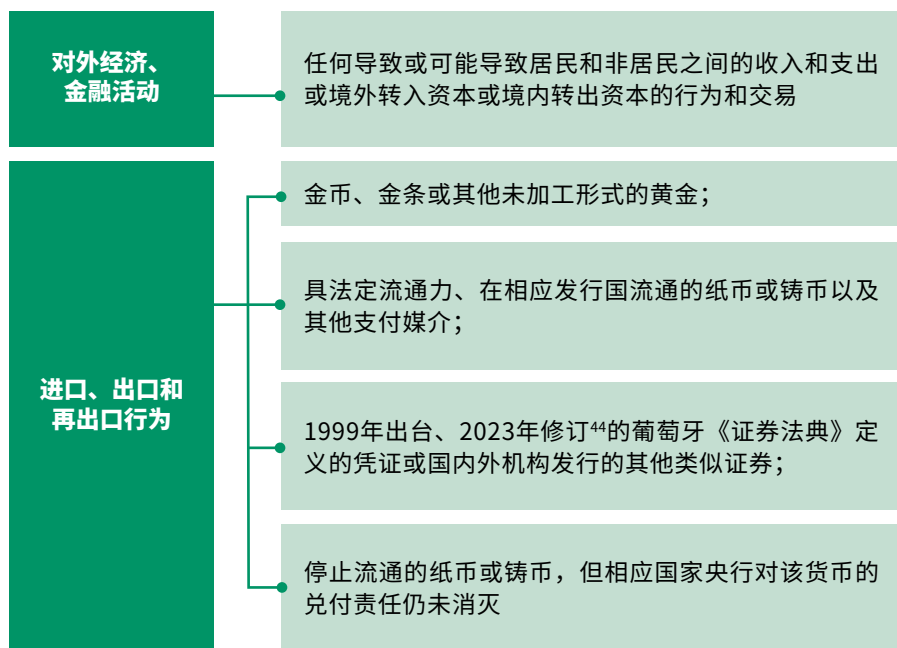 对外经济、
金融活动
任何导致或可能导致居民和非居民之间的收入和支出
或境外转入资本或境内转出资本的行为和交易
进口、出口和
再出口行为
金币、金条或其他未加工形式的黄金；
具法定流通力、在相应发行国流通的纸币或铸币以及
其他支付媒介；
1999年出台、2023年修订44的葡萄牙《证券法典》定
义的凭证或国内外机构发行的其他类似证券；
停止流通的纸币或铸币，但相应国家央行对该货币的
兑付责任仍未消灭